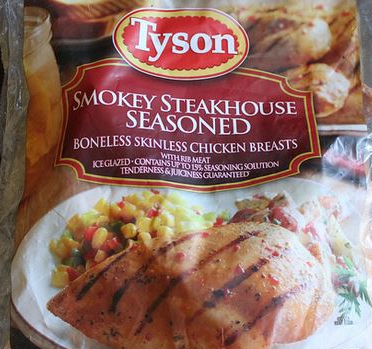 Tyson
SMOKEY STEAKHOUSE
SEASONED
BONELESS SKINLESS CHICKEN BREASTS
WITH RIB MEAT
ICE GLAZED • CONTAINS UP TO 15% SEASONING SOLUTION
TENDERNESS & JUICINESS GUARANTEED